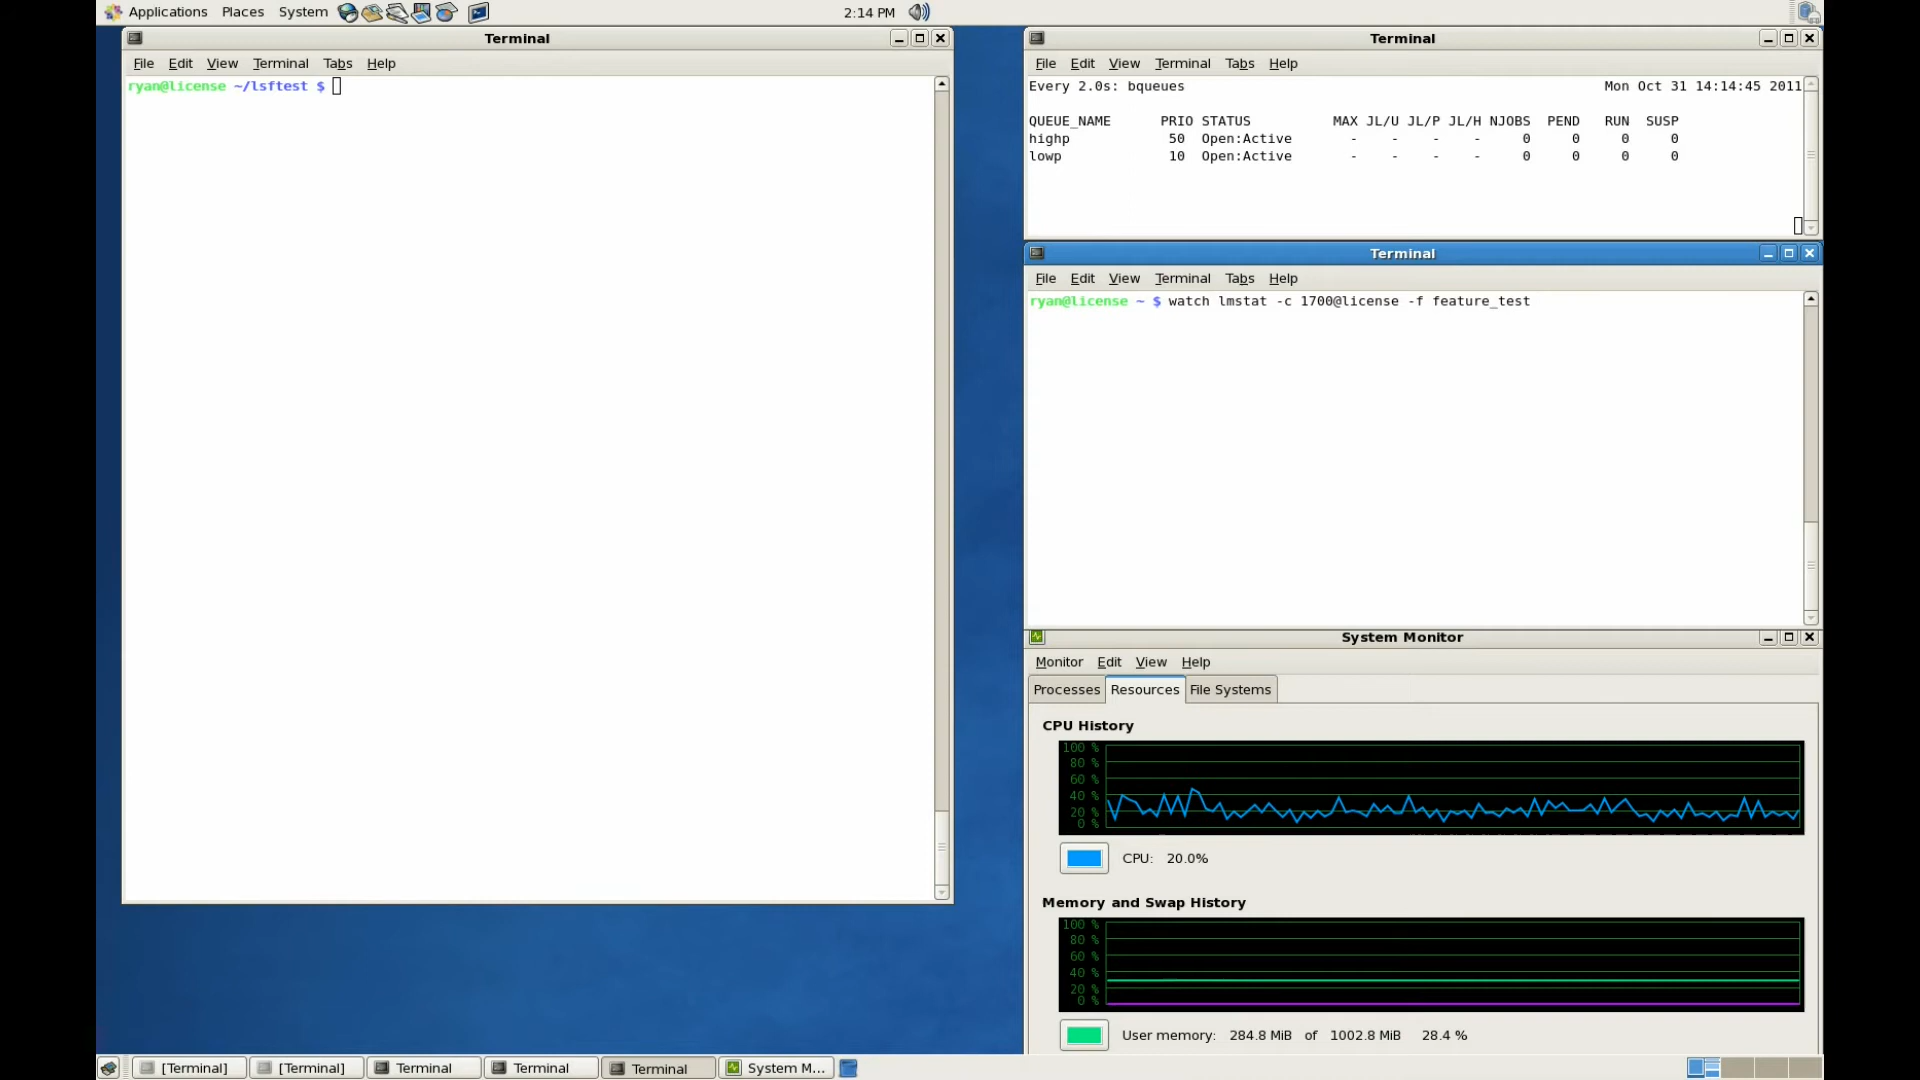 Applications Places System 2:14 PM
Terminal
File Edit View Terminal Tabs Help
ryan@license ~/lsftest $
Terminal
File Edit View Terminal Tabs Help
Every 2.0s: bqueues Mon Oct 31 14:14:45 2011
QUEUE_NAME PRIO STATUS MAX JL/U JL/P JL/H NJOBS PEND RUN SUSP
highp 50 Open:Active - - - - 0 0 0 0
lowp 10 Open:Active - - - - 0 0 0 0
Terminal
File Edit View Terminal Tabs Help
ryan@license ~ $ watch lmstat -c 1700@license -f feature_test
System Monitor
Monitor Edit View Help
Processes Resources File Systems
CPU History
100 %
80 %
60 %
40 %
20 %
0 %
CPU: 20.0%
Memory and Swap History
100 %
80 %
60 %
40 %
20 %
0 %
User memory: 284.8 MiB of 1002.8 MiB 28.4 %
[Terminal] [Terminal] Terminal Terminal Terminal System M...